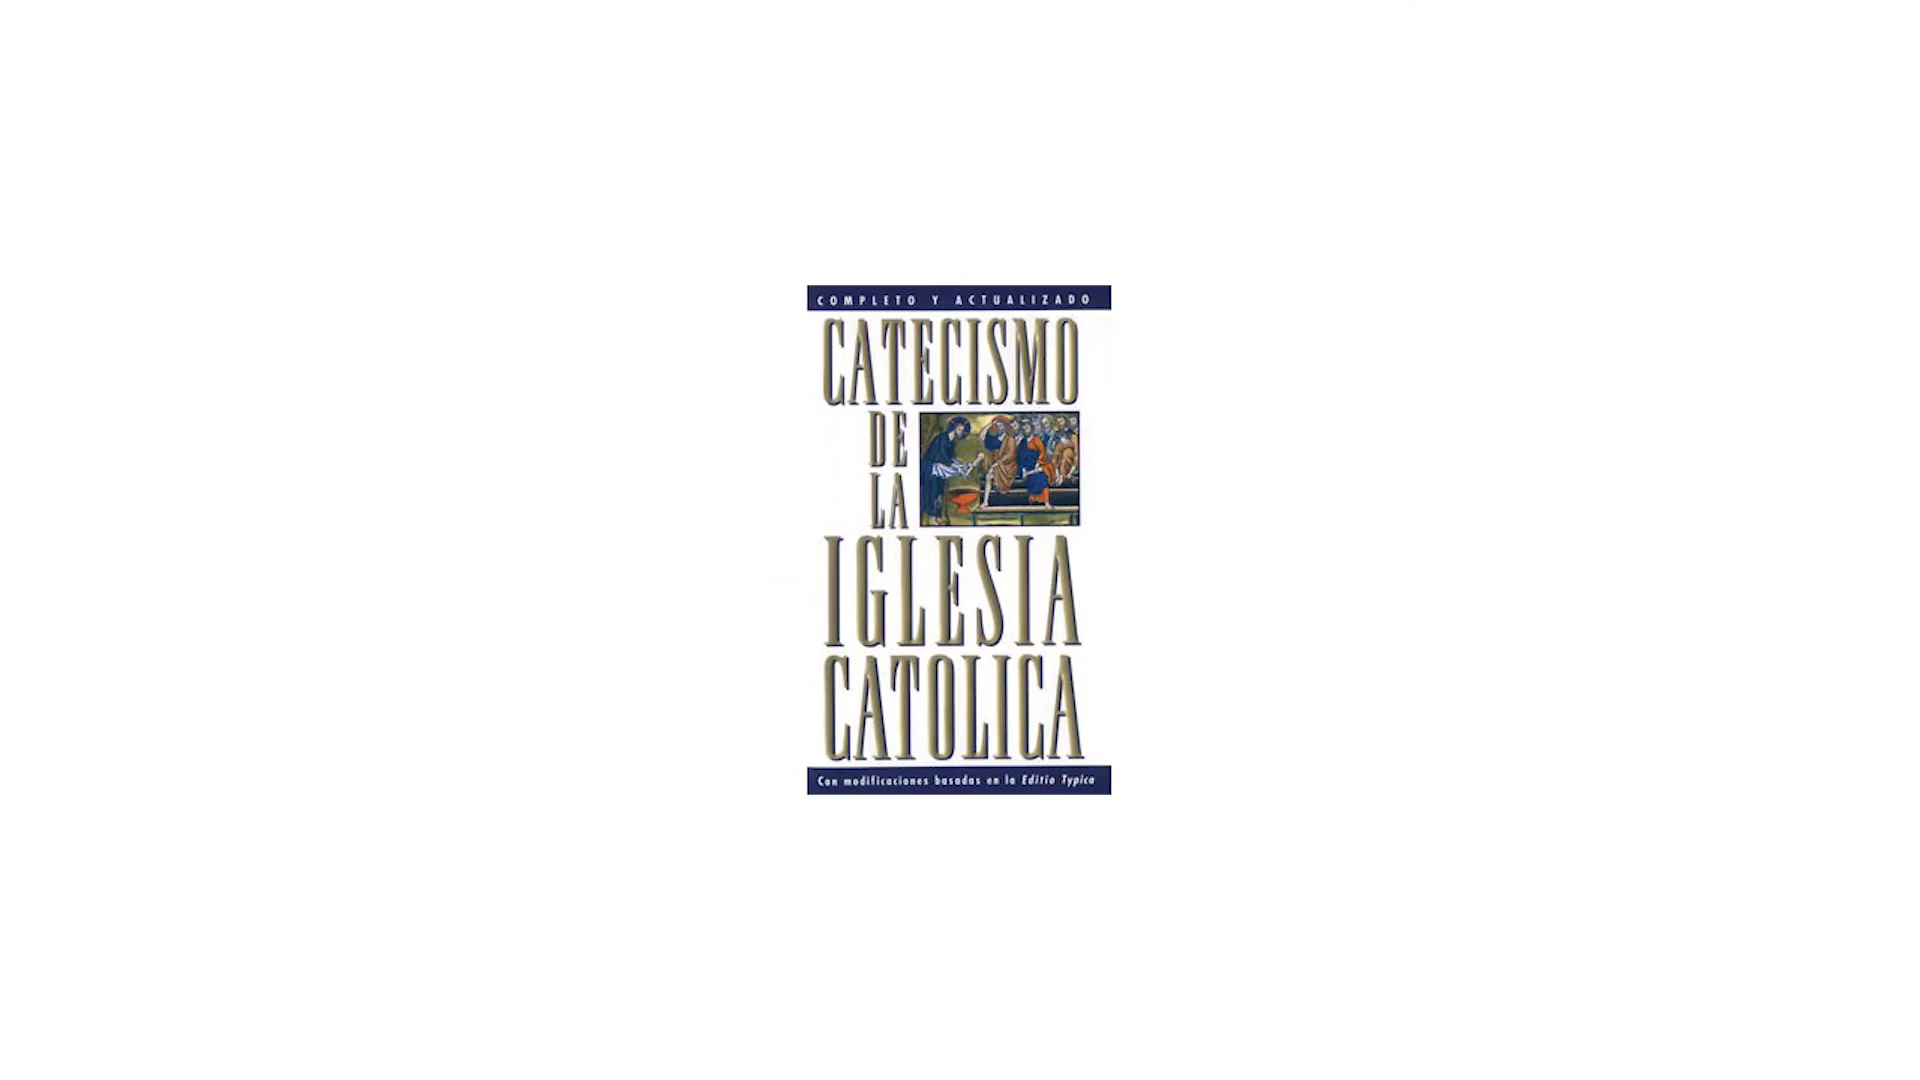 COMPLETO Y ACTUALIZADO
CATECISMO
DE
LA
IGLESIA
CATOLICA
Con modificaciones basadas en la Editio Typica